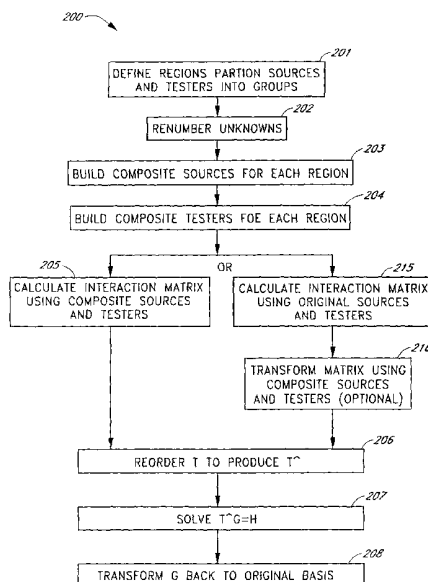 200
201
DEFINE REGIONS PARTION SOURCES
AND TESTERS INTO GROUPS
202
RENUMBER UNKNOWNS
203
BUILD COMPOSITE SOURCES FOR EACH REGION
204
BUILD COMPOSITE TESTERS FOE EACH REGION
OR
205
CALCULATE INTERACTION MATRIX
USING COMPOSITE SOURCES
AND TESTERS
215
CALCULATE INTERACTION MATRIX
USING ORIGINAL SOURCES
AND TESTERS
TRANSFORM MATRIX USING
COMPOSITE SOURCES
AND TESTERS (OPTIONAL)
206
REORDER T TO PRODUCE T^
207
SOLVE T^G=H
208
TRANSFORM G BACK TO ORIGINAL BASIS